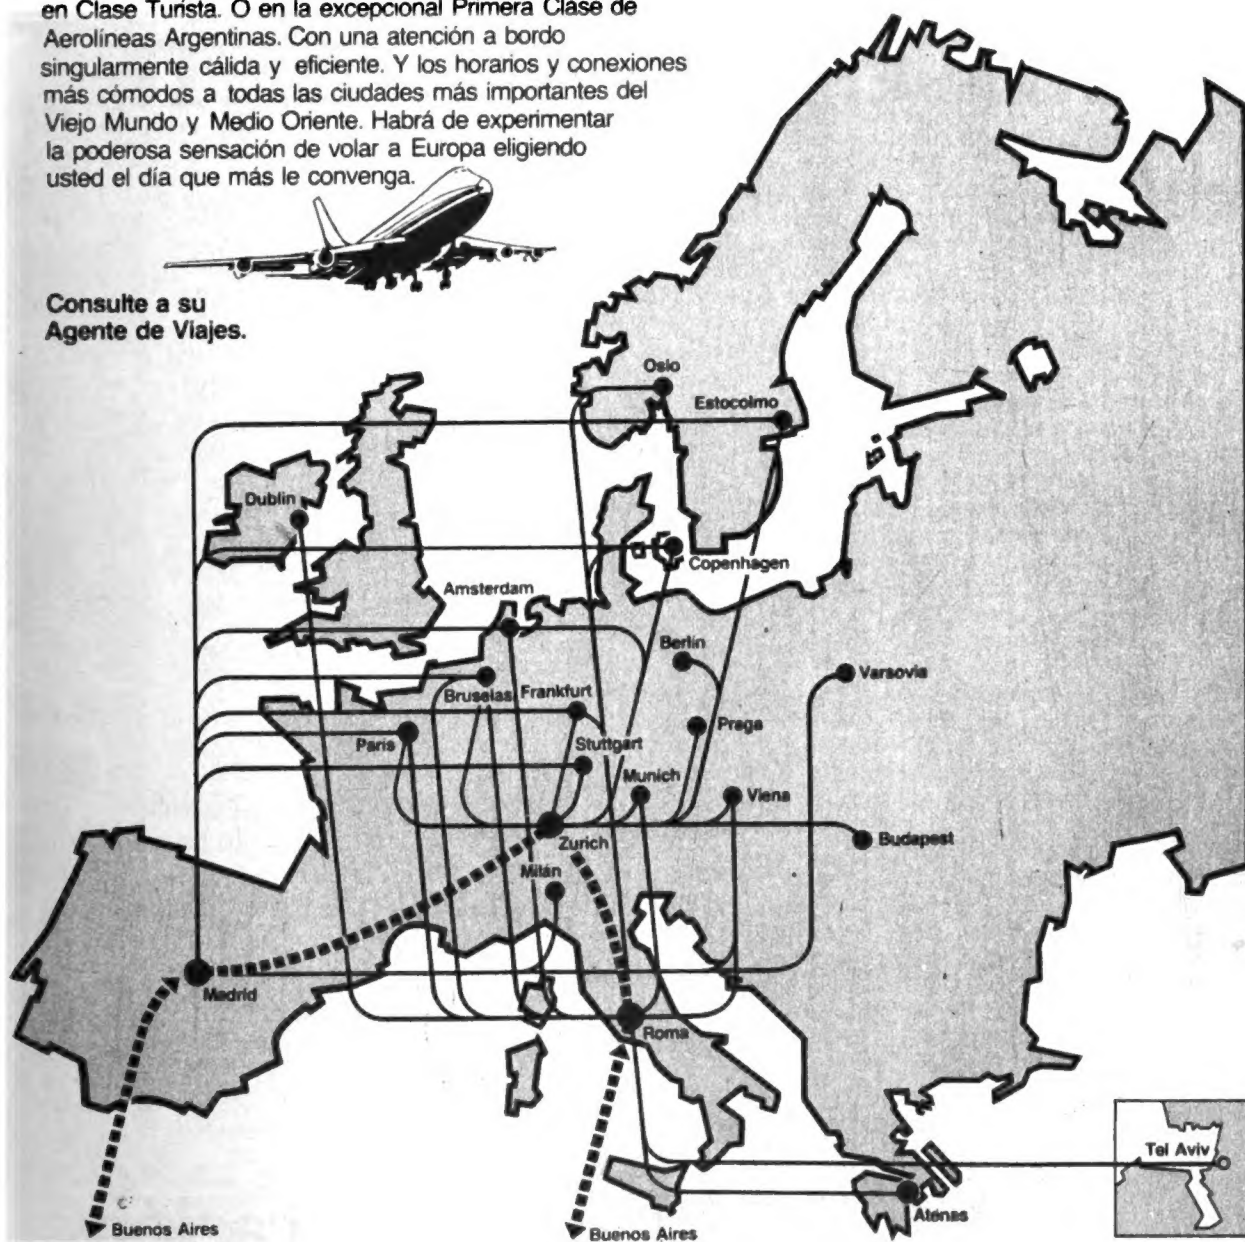 en Clase Turista. O en la excepcional Primera Clase de
Aerolíneas Argentinas. Con una atención a bordo
singularmente cálida y eficiente. Y los horarios y conexiones
más cómodos a todas las ciudades más importantes del
Viejo Mundo y Medio Oriente. Habrá de experimentar
la poderosa sensación de volar a Europa eligiendo
usted el día que más le convenga.
Consulte a su
Agente de Viajes.
Oslo
Estocolmo
Dublin
Copenhagen
Amsterdam
Berlín
Varsovia
Bruselas
Frankfurt
Praga
Paris
Stuttgart
Munich
Viena
Zurich
Budapest
Milán
Madrid
Roma
Tel Aviv
Atenas
Buenos Aires
Buenos Aires